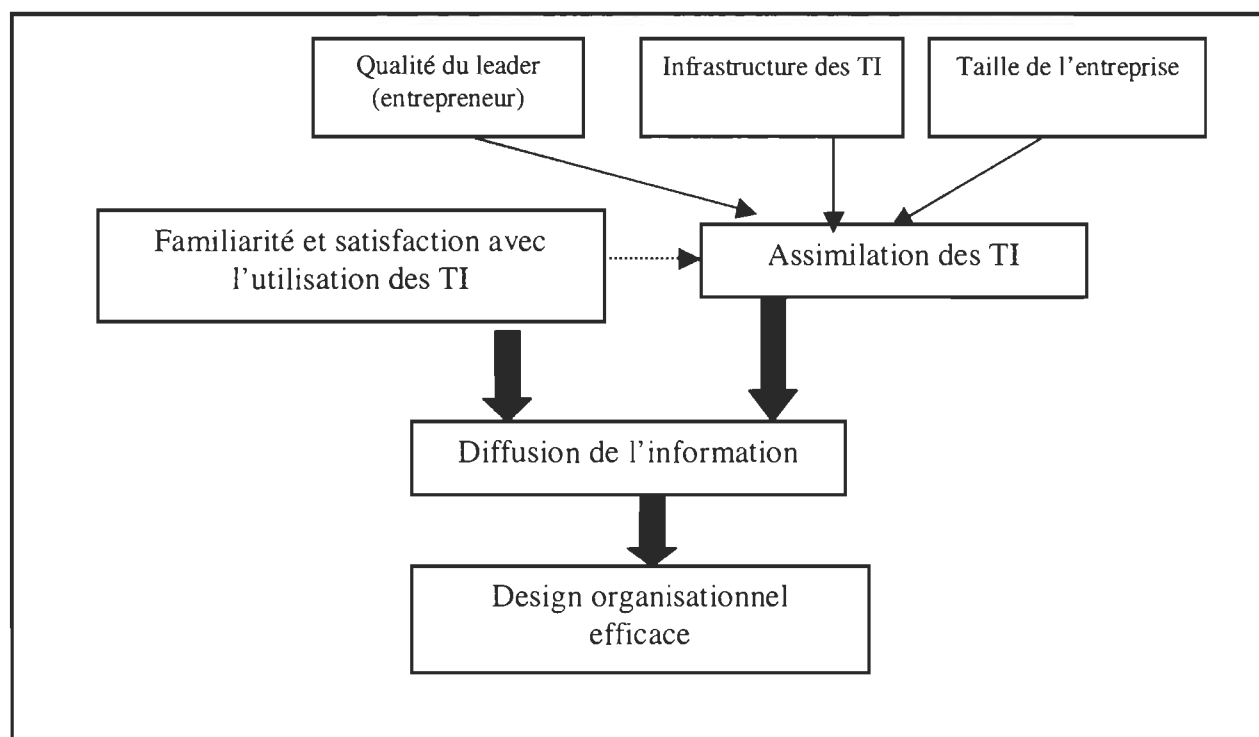 Qualité du leader
(entrepreneur)
Infrastructure des TI
Taille de l'entreprise
Familiarité et satisfaction avec
l'utilisation des TI
Assimilation des TI
Diffusion de l'information
Design organisationnel
efficace